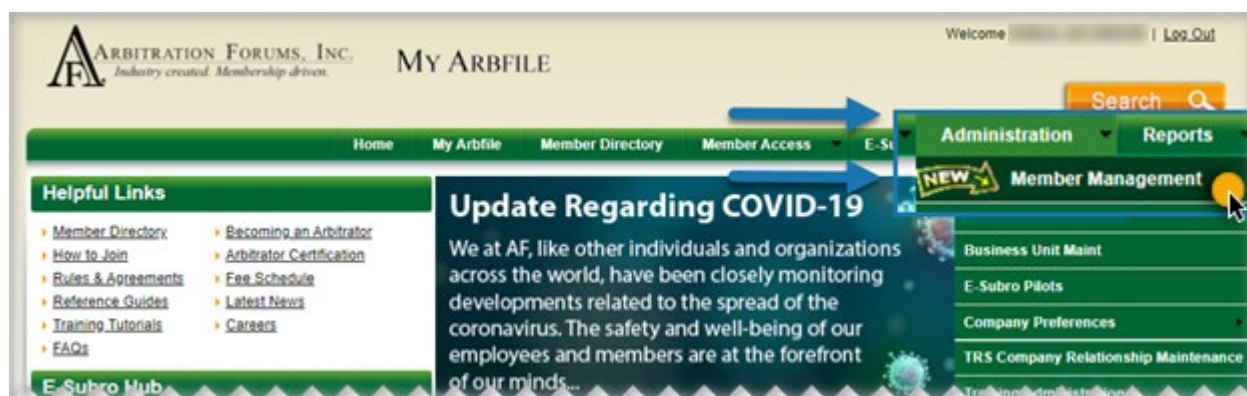 ARBITRATION FORUMS, INC.
Industry created. Membership driven.
MY ARBFILE
Welcome | Log Out
Search
Home My Arbfile Member Directory Member Access E-Su
Administration Reports
NEW Member Management
Helpful Links
Member Directory
How to Join
Rules & Agreements
Reference Guides
Training Tutorials
FAQs
Becoming an Arbitrator
Arbitrator Certification
Fee Schedule
Latest News
Careers
E-Subro Hub
Update Regarding COVID-19
We at AF, like other individuals and organizations
across the world, have been closely monitoring
developments related to the spread of the
coronavirus. The safety and well-being of our
employees and members are at the forefront
of our minds...
Business Unit Maint
E-Subro Pilots
Company Preferences
TRS Company Relationship Maintenance
Training Administration